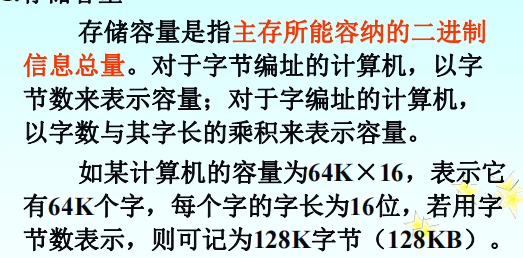 存储容量是指主存所能容纳的二进制
信息总量。对于字节编址的计算机，以字
节数来表示容量；对于字编址的计算机，
以字数与其字长的乘积来表示容量。
如某计算机的容量为64K×16，表示它
有64K个字，每个字的字长为16位，若用字
节数表示，则可记为128K字节（128KB）。